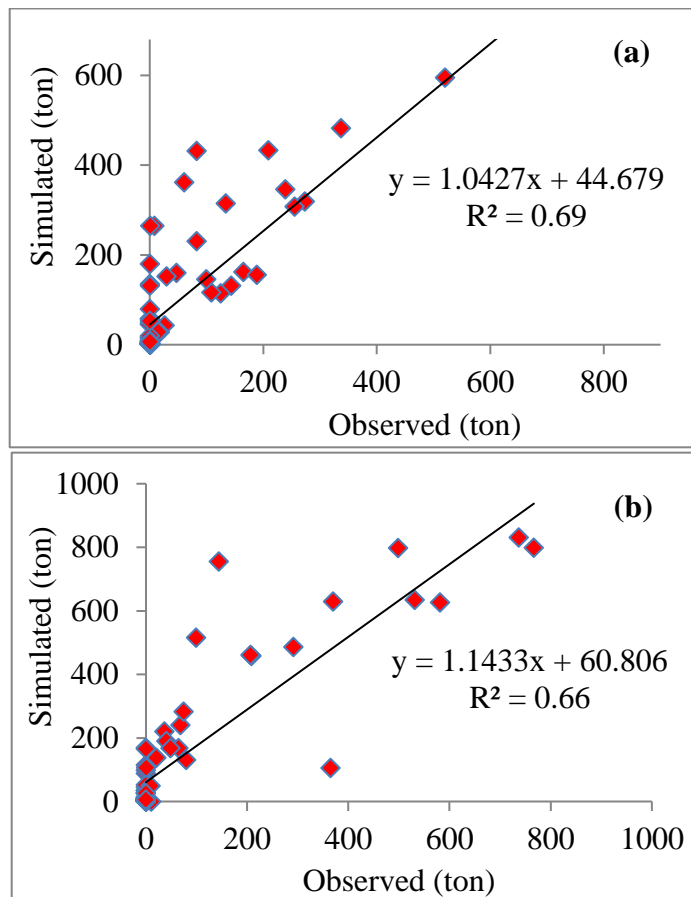 (a)
600
400
200
0
Simulated (ton)
y = 1.0427x + 44.679
R² = 0.69
0 200 400 600 800
Observed (ton)
1000
800
600
400
200
0
Simulated (ton)
(b)
y = 1.1433x + 60.806
R² = 0.66
0 200 400 600 800 1000
Observed (ton)